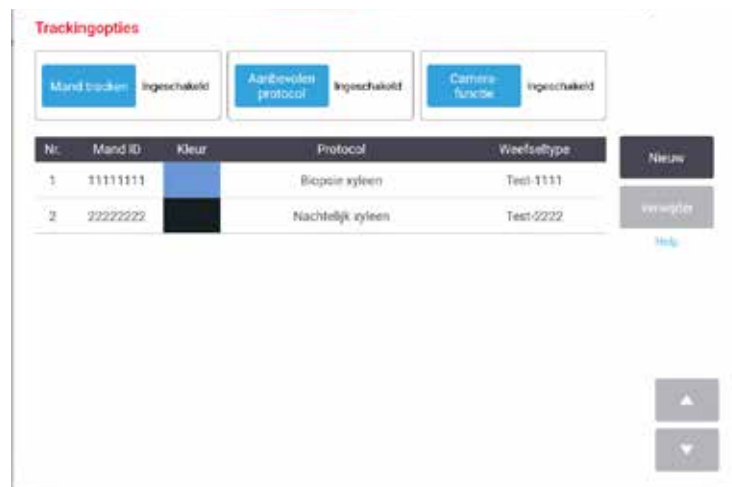 Trackingopties
Mand tracken Ingeschakeld
Aanbevolen protocol Ingeschakeld
Camera-functie Ingeschakeld
Nr. Mand ID Kleur Protocol Weefseltype
1 11111111 Biopsie xyleen Test-1111
2 22222222 Nachtelijk xyleen Test-2222
Nieuw
Verwijder
Help